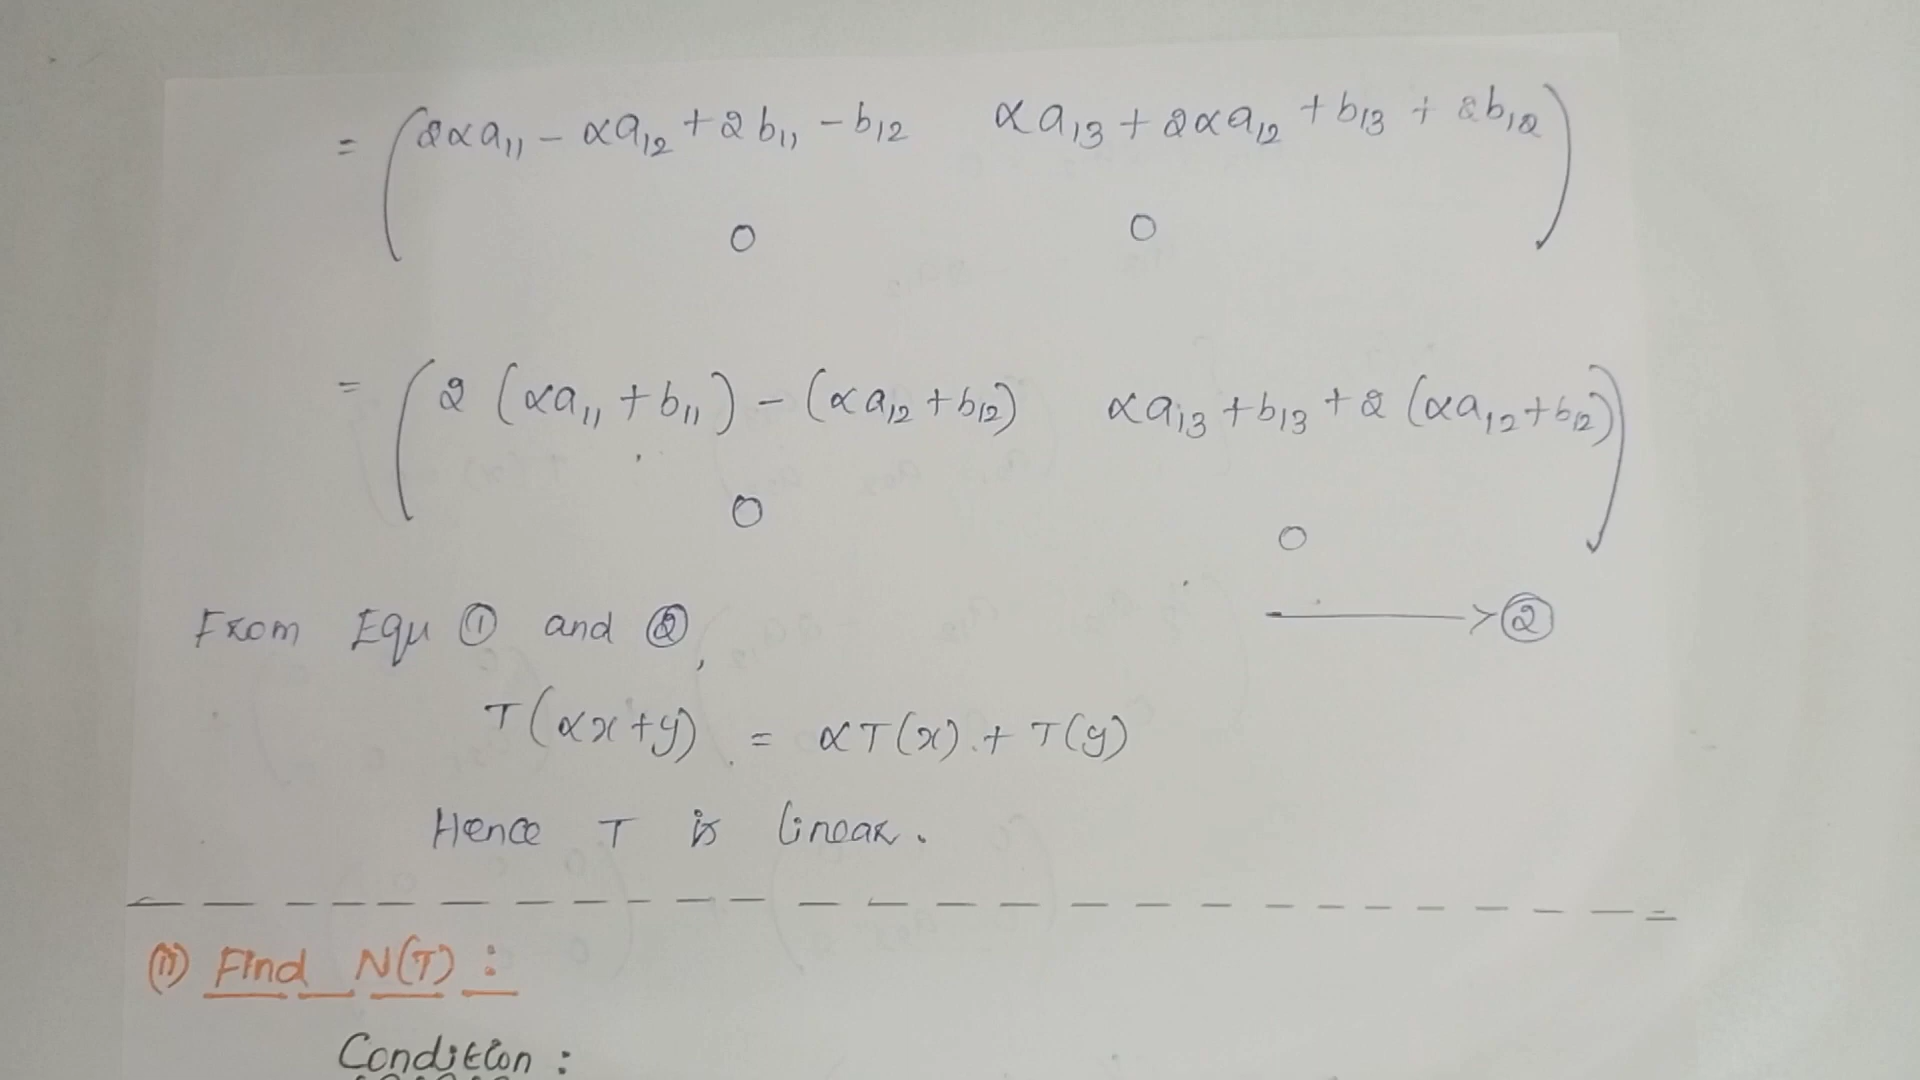 = ( 2αa₁₁ − αa₁₂ + 2b₁₁ − b₁₂ αa₁₃ + 2αa₁₂ + b₁₃ + 2b₁₂ )
0 0
= ( 2 (αa₁₁ + b₁₁) − (αa₁₂ + b₁₂) αa₁₃ + b₁₃ + 2 (αa₁₂ + b₁₂) )
0 0
→ ②
From Equ ① and ②,
T(αx+y) = αT(x) + T(y)
Hence T is linear.
(ii) Find N(T) :
Condition :